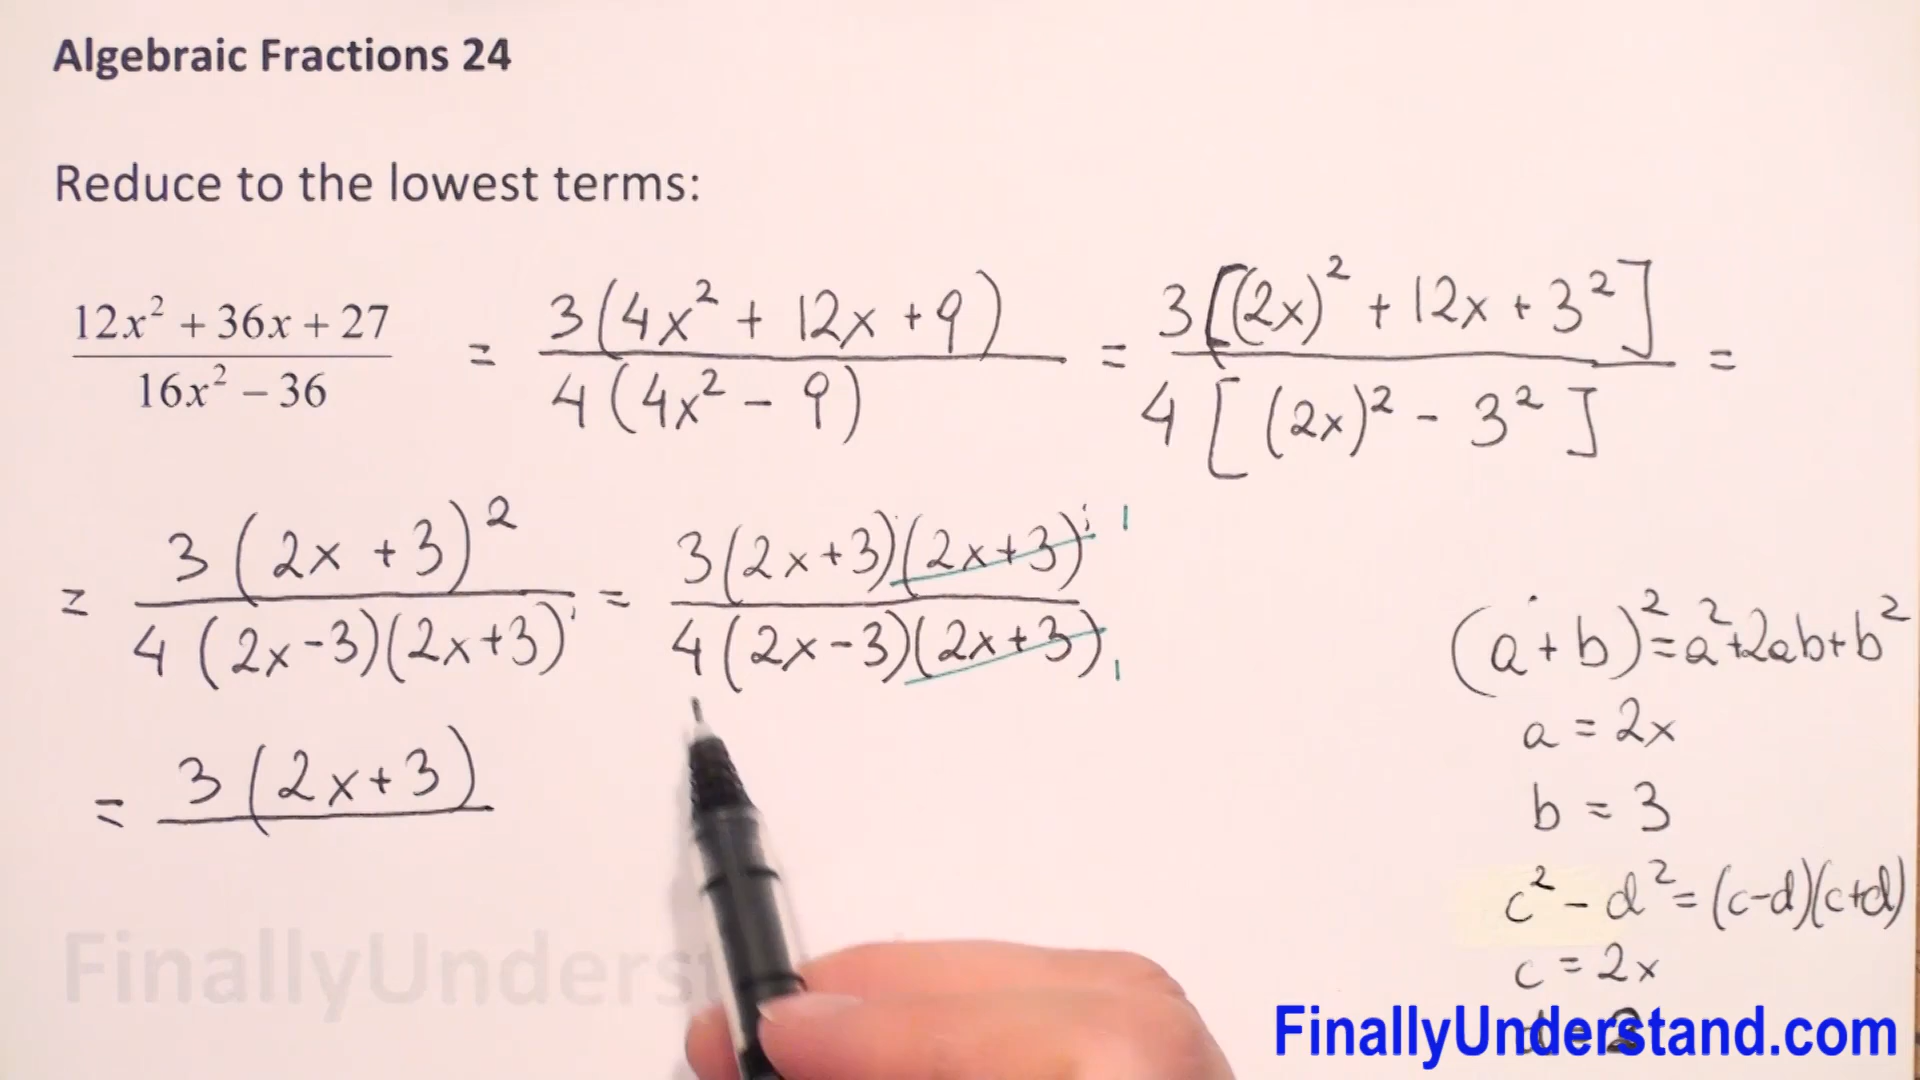 Algebraic Fractions 24
Reduce to the lowest terms:
12x² + 36x + 27 / 16x² − 36 = 3(4x² + 12x + 9) / 4(4x² − 9) = 3[(2x)² + 12x + 3²] / 4[(2x)² − 3²] =
= 3(2x + 3)² / 4(2x − 3)(2x + 3) = 3(2x + 3)(2x + 3) 1 / 4(2x − 3)(2x + 3) 1
= 3(2x + 3)
(a + b)² = a² + 2ab + b²
a = 2x
b = 3
c² − d² = (c − d)(c + d)
c = 2x
FinallyUnderst
FinallyUnderstand.com